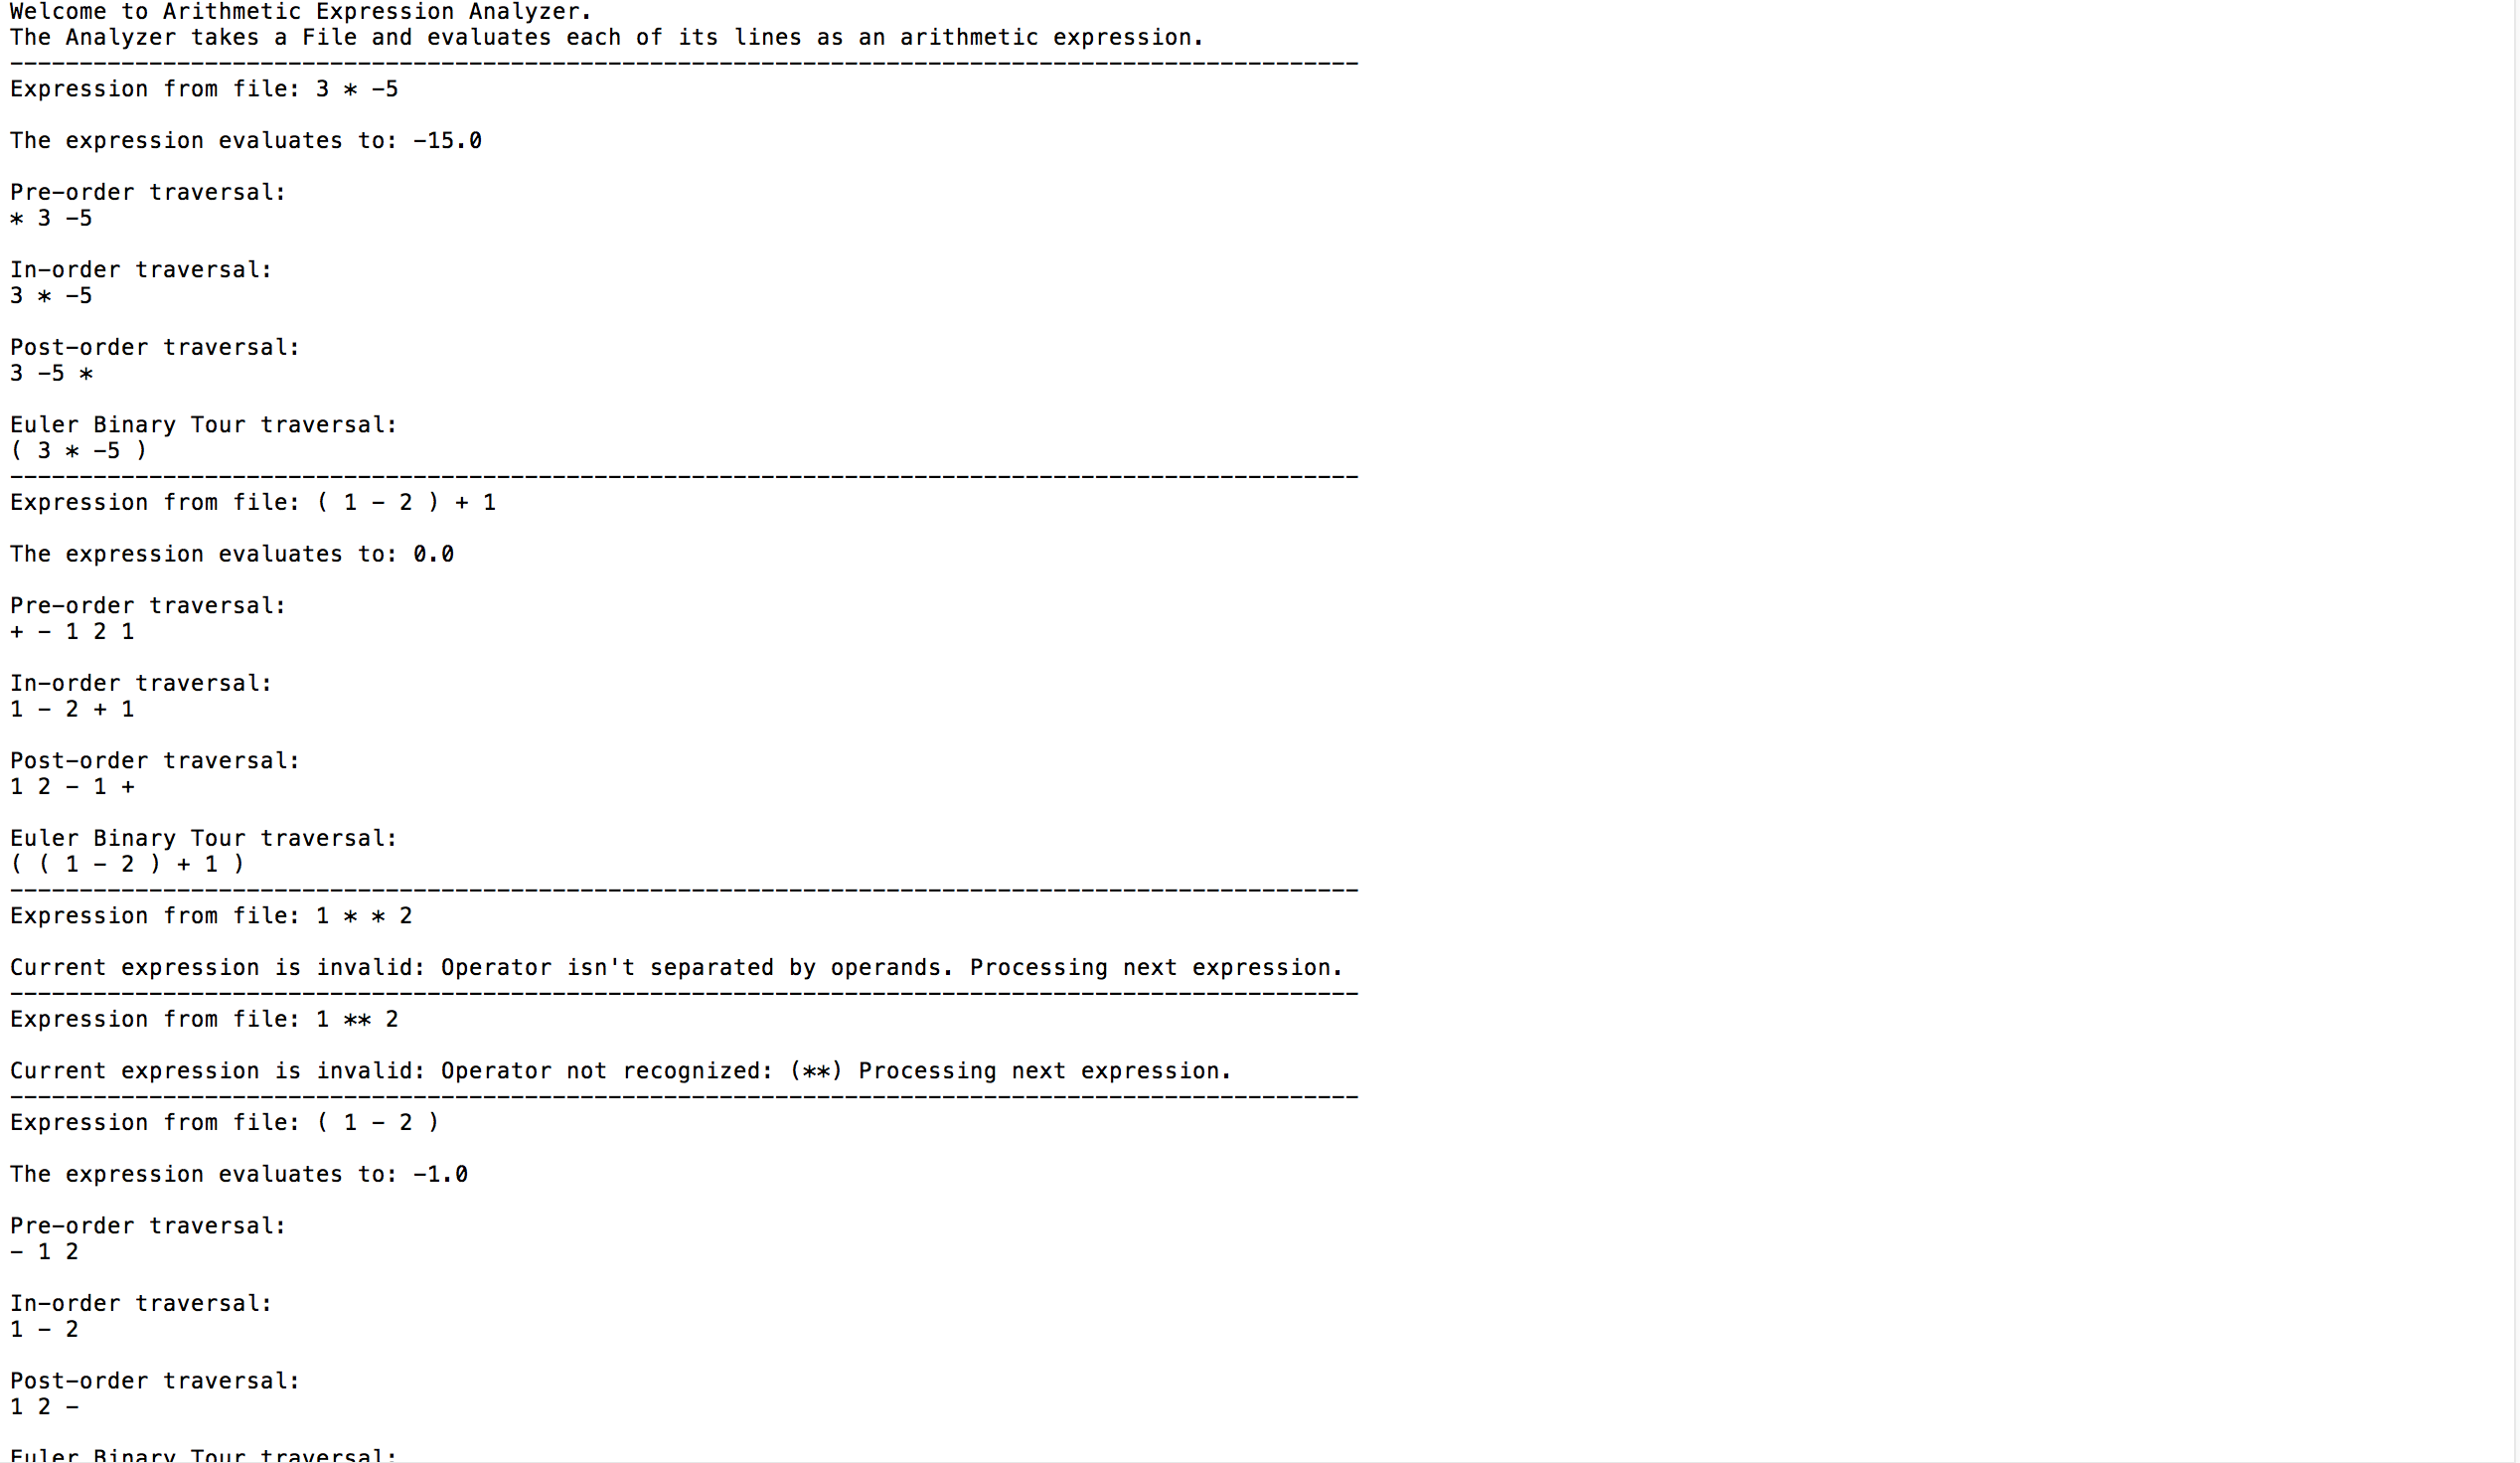 Welcome to Arithmetic Expression Analyzer.
The Analyzer takes a File and evaluates each of its lines as an arithmetic expression.
-------------------------------------------------------------------------------------------------
Expression from file: 3 * -5
The expression evaluates to: -15.0
Pre-order traversal:
* 3 -5
In-order traversal:
3 * -5
Post-order traversal:
3 -5 *
Euler Binary Tour traversal:
( 3 * -5 )
-------------------------------------------------------------------------------------------------
Expression from file: ( 1 - 2 ) + 1
The expression evaluates to: 0.0
Pre-order traversal:
+ - 1 2 1
In-order traversal:
1 - 2 + 1
Post-order traversal:
1 2 - 1 +
Euler Binary Tour traversal:
( ( 1 - 2 ) + 1 )
-------------------------------------------------------------------------------------------------
Expression from file: 1 * * 2
Current expression is invalid: Operator isn't separated by operands. Processing next expression.
-------------------------------------------------------------------------------------------------
Expression from file: 1 ** 2
Current expression is invalid: Operator not recognized: (**) Processing next expression.
-------------------------------------------------------------------------------------------------
Expression from file: ( 1 - 2 )
The expression evaluates to: -1.0
Pre-order traversal:
- 1 2
In-order traversal:
1 - 2
Post-order traversal:
1 2 -
Euler Binary Tour traversal: